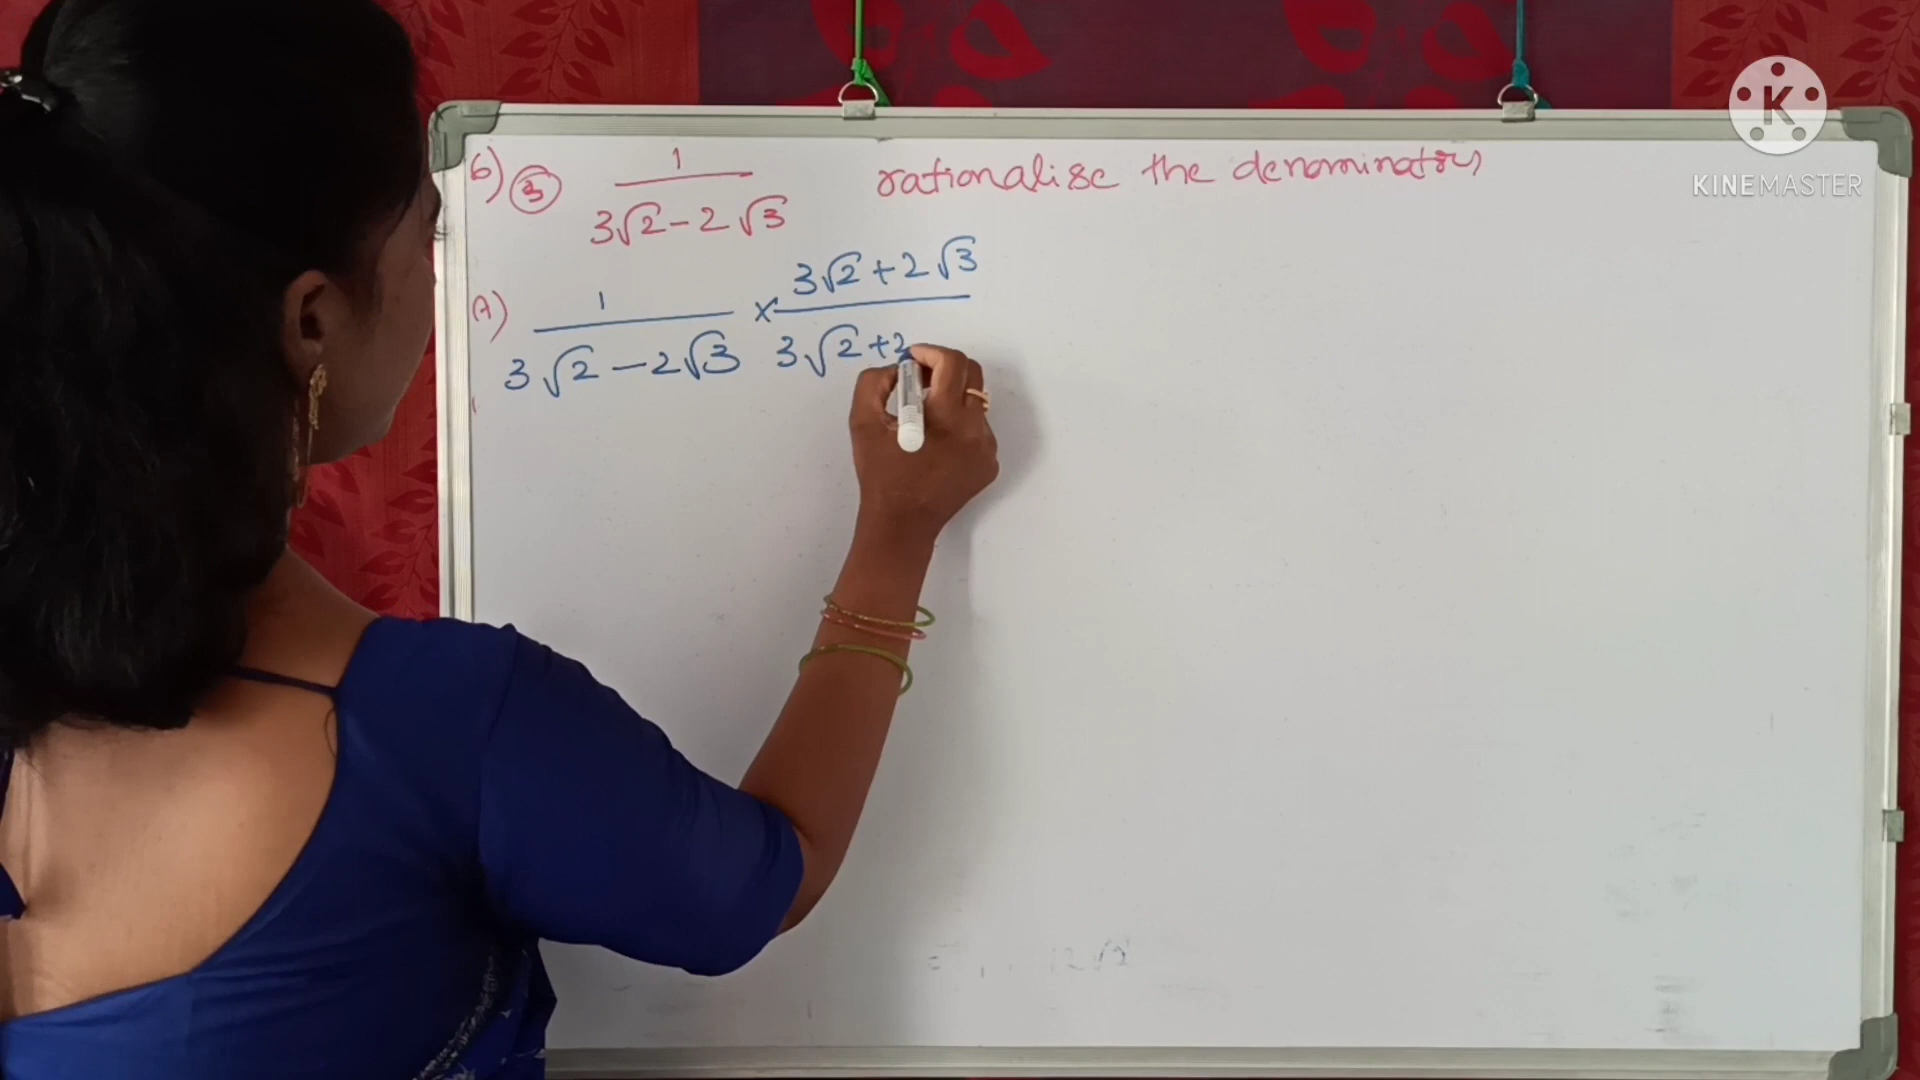 6) ③ 1 rationalise the denominator
3√2-2√3
A) 1 × 3√2+2√3
3√2-2√3 3√2+2
K
KINEMASTER